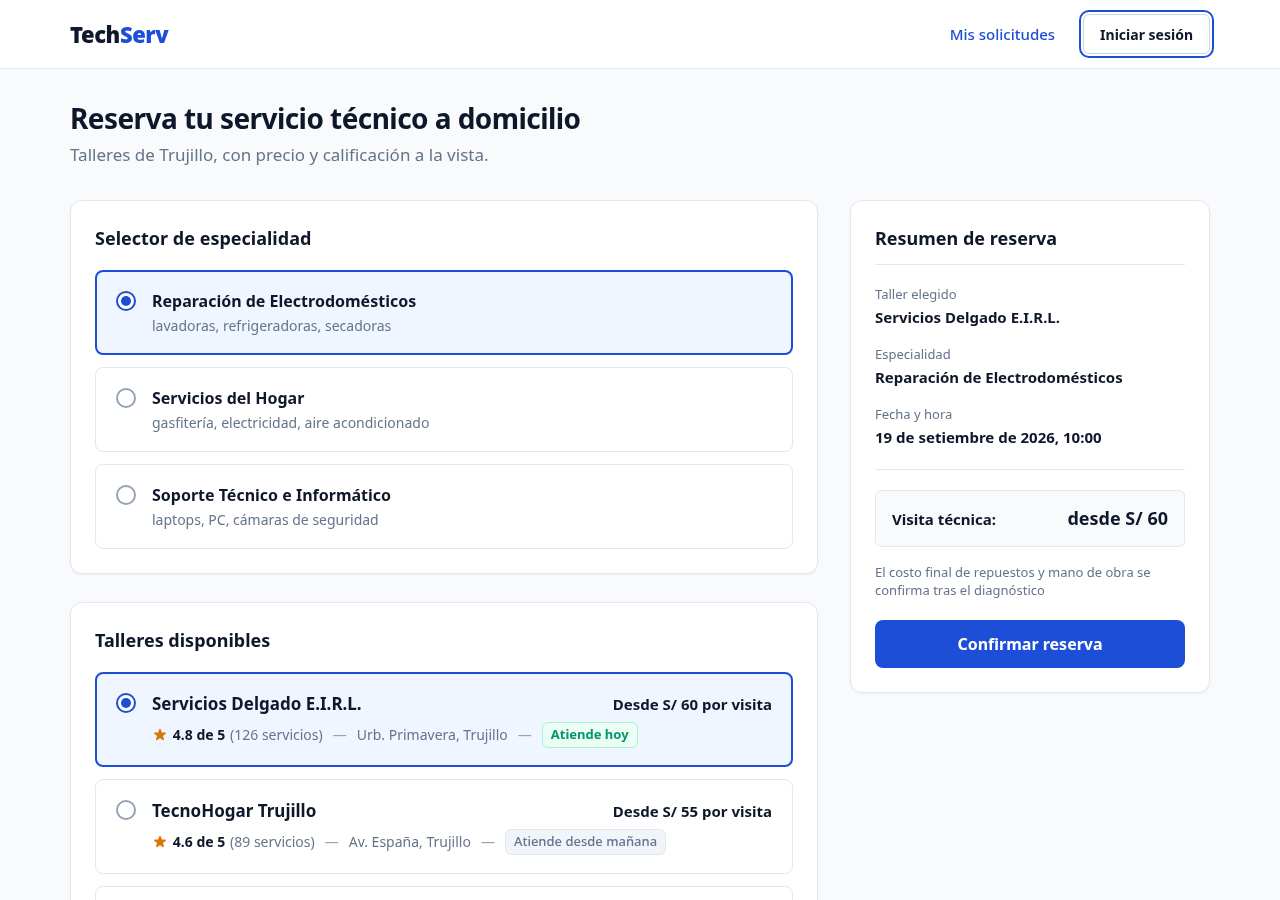 TechServ
Mis solicitudes
Iniciar sesión
Reserva tu servicio técnico a domicilio
Talleres de Trujillo, con precio y calificación a la vista.
Selector de especialidad
Reparación de Electrodomésticos
lavadoras, refrigeradoras, secadoras
Servicios del Hogar
gasfitería, electricidad, aire acondicionado
Soporte Técnico e Informático
laptops, PC, cámaras de seguridad
Talleres disponibles
Servicios Delgado E.I.R.L.
Desde S/ 60 por visita
4.8 de 5 (126 servicios) — Urb. Primavera, Trujillo — Atiende hoy
TecnoHogar Trujillo
Desde S/ 55 por visita
4.6 de 5 (89 servicios) — Av. España, Trujillo — Atiende desde mañana
Resumen de reserva
Taller elegido
Servicios Delgado E.I.R.L.
Especialidad
Reparación de Electrodomésticos
Fecha y hora
19 de setiembre de 2026, 10:00
Visita técnica: desde S/ 60
El costo final de repuestos y mano de obra se
confirma tras el diagnóstico
Confirmar reserva